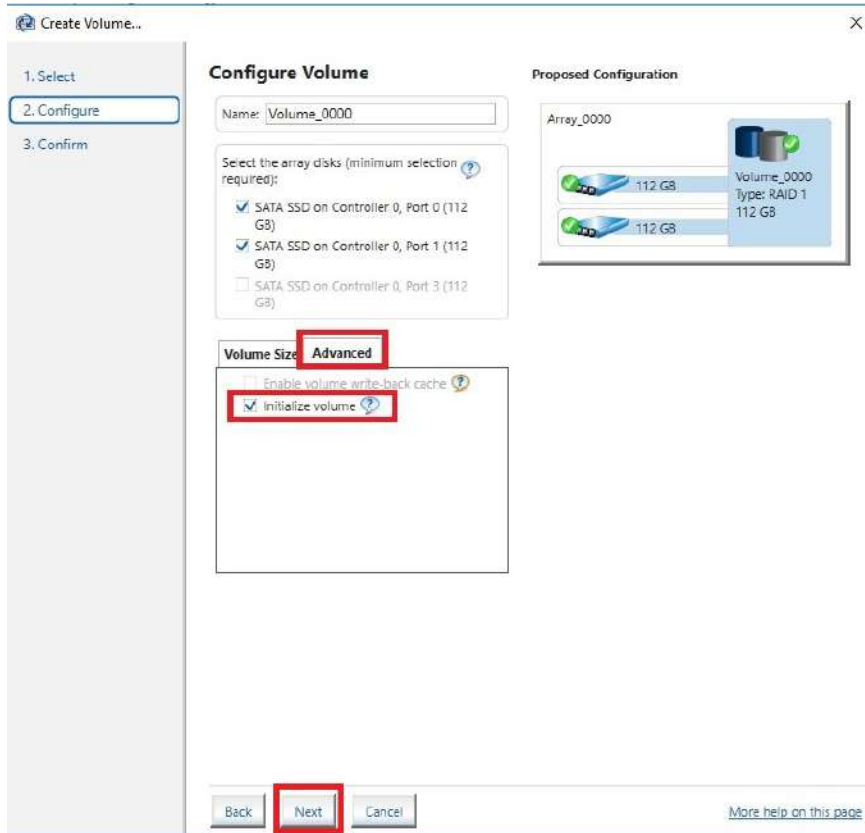 Create Volume...
X
1. Select
2. Configure
3. Confirm
Configure Volume
Name: Volume_0000
Select the array disks (minimum selection
required):
SATA SSD on Controller 0, Port 0 (112
GB)
SATA SSD on Controller 0, Port 1 (112
GB)
SATA SSD on Controller 0, Port 3 (112
GB)
Volume Size
Advanced
Enable volume write-back cache
Initialize volume
Proposed Configuration
Array_0000
112 GB
112 GB
Volume_0000
Type: RAID 1
112 GB
Back
Next
Cancel
More help on this page